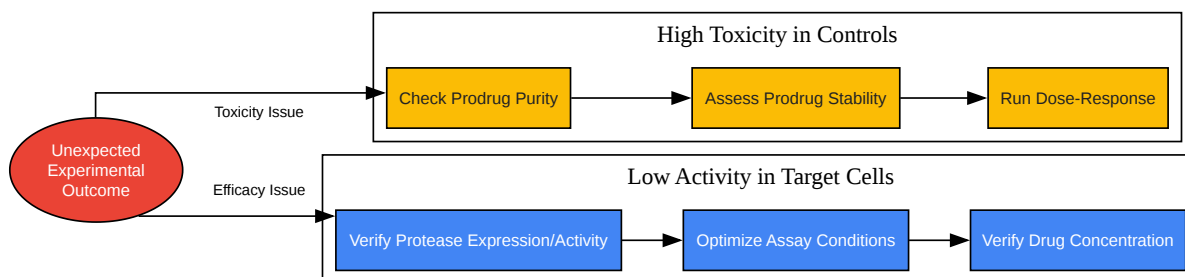 High Toxicity in Controls
Check Prodrug Purity
Assess Prodrug Stability
Run Dose-Response
Toxicity Issue
Unexpected
Experimental
Outcome
Efficacy Issue
Low Activity in Target Cells
Verify Protease Expression/Activity
Optimize Assay Conditions
Verify Drug Concentration